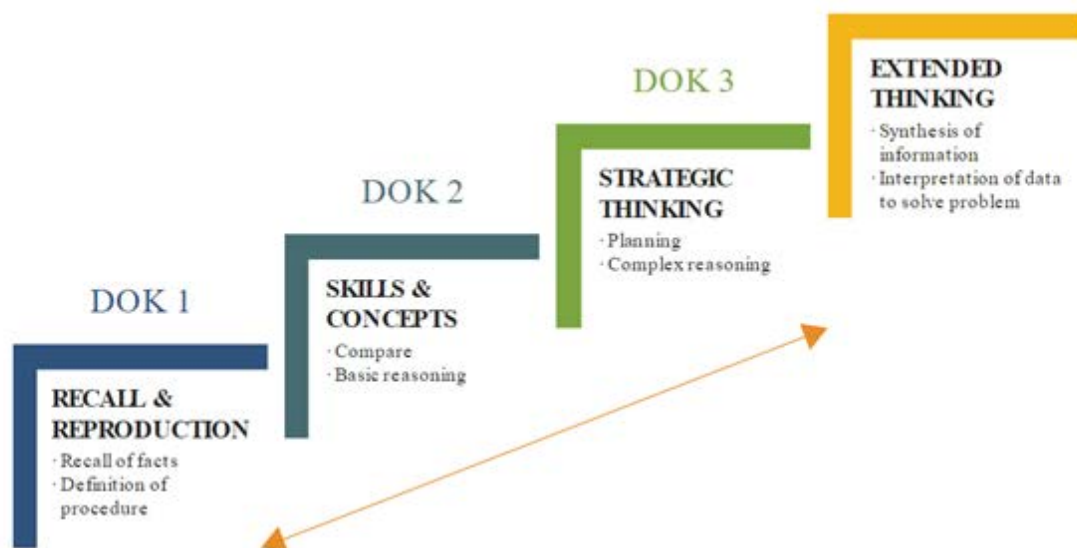 DOK 1
RECALL &
REPRODUCTION
· Recall of facts
· Definition of
procedure
DOK 2
SKILLS &
CONCEPTS
· Compare
· Basic reasoning
DOK 3
STRATEGIC
THINKING
· Planning
· Complex reasoning
EXTENDED
THINKING
· Synthesis of
information
· Interpretation of data
to solve problem